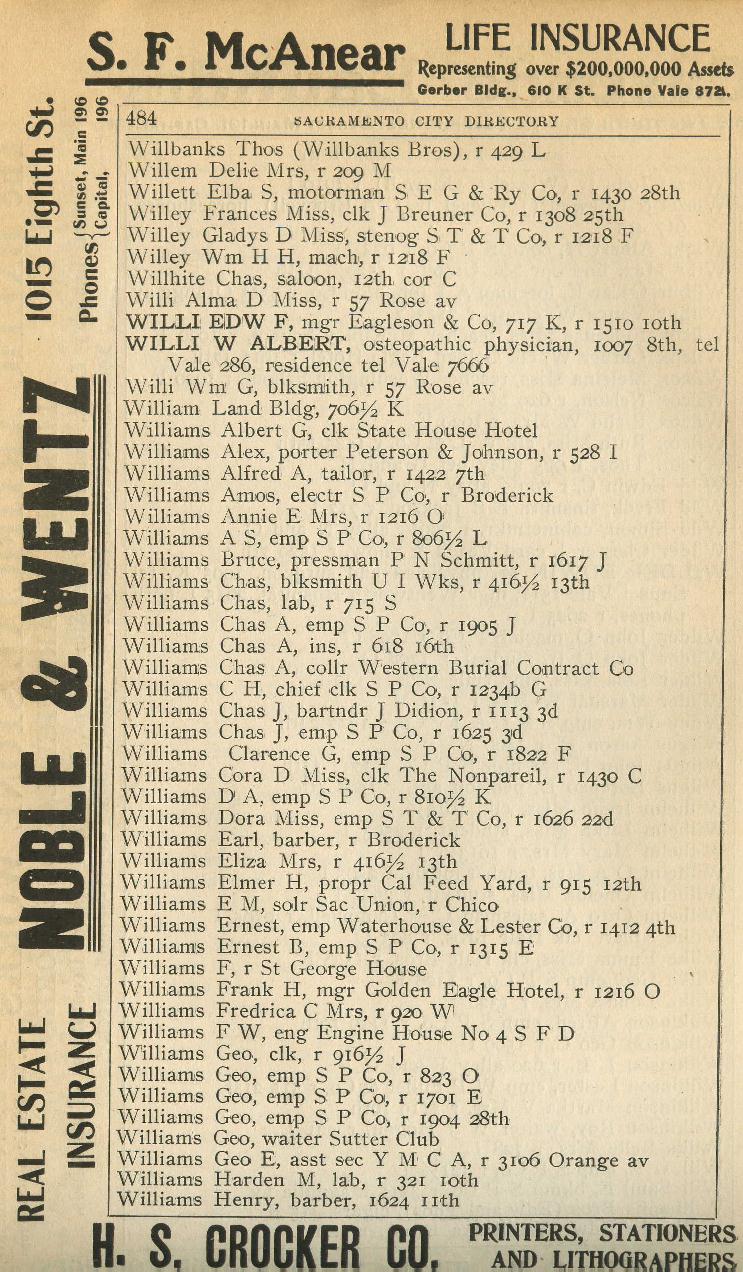 S. F. McAnear
LIFE INSURANCE
Representing over $200,000,000 Assets
Gerber Bldg., 610 K St. Phone Vale 872L.
REAL ESTATE
INSURANCE
NOBLE & WENTZ
1015 Eighth St.
Phones { Sunset, Main 196
Capital, 196
484 SACRAMENTO CITY DIRECTORY
Willbanks Thos (Willbanks Bros), r 429 L
Willem Delie Mrs, r 209 M
Willett Elba S, motorman S E G & Ry Co, r 1430 28th
Willey Frances Miss, clk J Breuner Co, r 1308 25th
Willey Gladys D Miss, stenog S T & T Co, r 1218 F
Willey Wm H H, mach, r 1218 F
Willhite Chas, saloon, 12th cor C
Willi Alma D Miss, r 57 Rose av
WILLI EDW F, mgr Eagleson & Co, 717 K, r 1510 10th
WILLI W ALBERT, osteopathic physician, 1007 8th, tel
Vale 286, residence tel Vale 7666
Willi Wm G, blksmith, r 57 Rose av
William Land Bldg, 706½ K
Williams Albert G, clk State House Hotel
Williams Alex, porter Peterson & Johnson, r 528 I
Williams Alfred A, tailor, r 1422 7th
Williams Amos, electr S P Co, r Broderick
Williams Annie E Mrs, r 1216 O
Williams A S, emp S P Co, r 806½ L
Williams Bruce, pressman P N Schmitt, r 1617 J
Williams Chas, blksmith U I Wks, r 416½ 13th
Williams Chas, lab, r 715 S
Williams Chas A, emp S P Co, r 1905 J
Williams Chas A, ins, r 618 16th
Williams Chas A, collr Western Burial Contract Co
Williams C H, chief clk S P Co, r 1234b G
Williams Chas J, bartndr J Didion, r 1113 3d
Williams Chas J, emp S P Co, r 1625 3d
Williams Clarence G, emp S P Co, r 1822 F
Williams Cora D Miss, clk The Nonpareil, r 1430 C
Williams D A, emp S P Co, r 810½ K
Williams Dora Miss, emp S T & T Co, r 1626 22d
Williams Earl, barber, r Broderick
Williams Eliza Mrs, r 416½ 13th
Williams Elmer H, propr Cal Feed Yard, r 915 12th
Williams E M, solr Sac Union, r Chico
Williams Ernest, emp Waterhouse & Lester Co, r 1412 4th
Williams Ernest B, emp S P Co, r 1315 E
Williams F, r St George House
Williams Frank H, mgr Golden Eagle Hotel, r 1216 O
Williams Fredrica C Mrs, r 920 W
Williams F W, eng Engine House No 4 S F D
Williams Geo, clk, r 916½ J
Williams Geo, emp S P Co, r 823 O
Williams Geo, emp S P Co, r 1701 E
Williams Geo, emp S P Co, r 1904 28th
Williams Geo, waiter Sutter Club
Williams Geo E, asst sec Y M C A, r 3106 Orange av
Williams Harden M, lab, r 321 10th
Williams Henry, barber, 1624 11th
H. S. CROCKER CO.
PRINTERS, STATIONERS
AND LITHOGRAPHERS